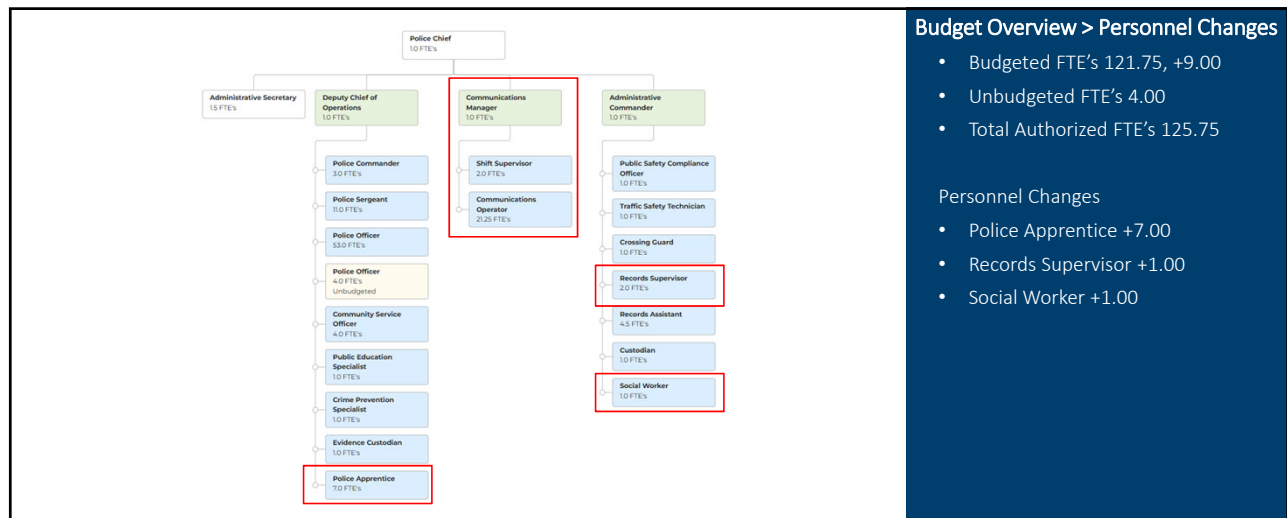 Police Chief
1.0 FTE's
Administrative Secretary
1.5 FTE's
Deputy Chief of
Operations
1.0 FTE's
Police Commander
3.0 FTE's
Police Sergeant
11.0 FTE's
Police Officer
53.0 FTE's
Police Officer
4.0 FTE's
Unbudgeted
Community Service
Officer
4.0 FTE's
Public Education
Specialist
1.0 FTE's
Crime Prevention
Specialist
1.0 FTE's
Evidence Custodian
1.0 FTE's
Police Apprentice
7.0 FTE's
Communications
Manager
1.0 FTE's
Shift Supervisor
2.0 FTE's
Communications
Operator
21.25 FTE's
Administrative
Commander
1.0 FTE's
Public Safety Compliance
Officer
1.0 FTE's
Traffic Safety Technician
1.0 FTE's
Crossing Guard
1.0 FTE's
Records Supervisor
2.0 FTE's
Records Assistant
4.5 FTE's
Custodian
1.0 FTE's
Social Worker
1.0 FTE's
Budget Overview > Personnel Changes
• Budgeted FTE's 121.75, +9.00
• Unbudgeted FTE's 4.00
• Total Authorized FTE's 125.75
Personnel Changes
• Police Apprentice +7.00
• Records Supervisor +1.00
• Social Worker +1.00